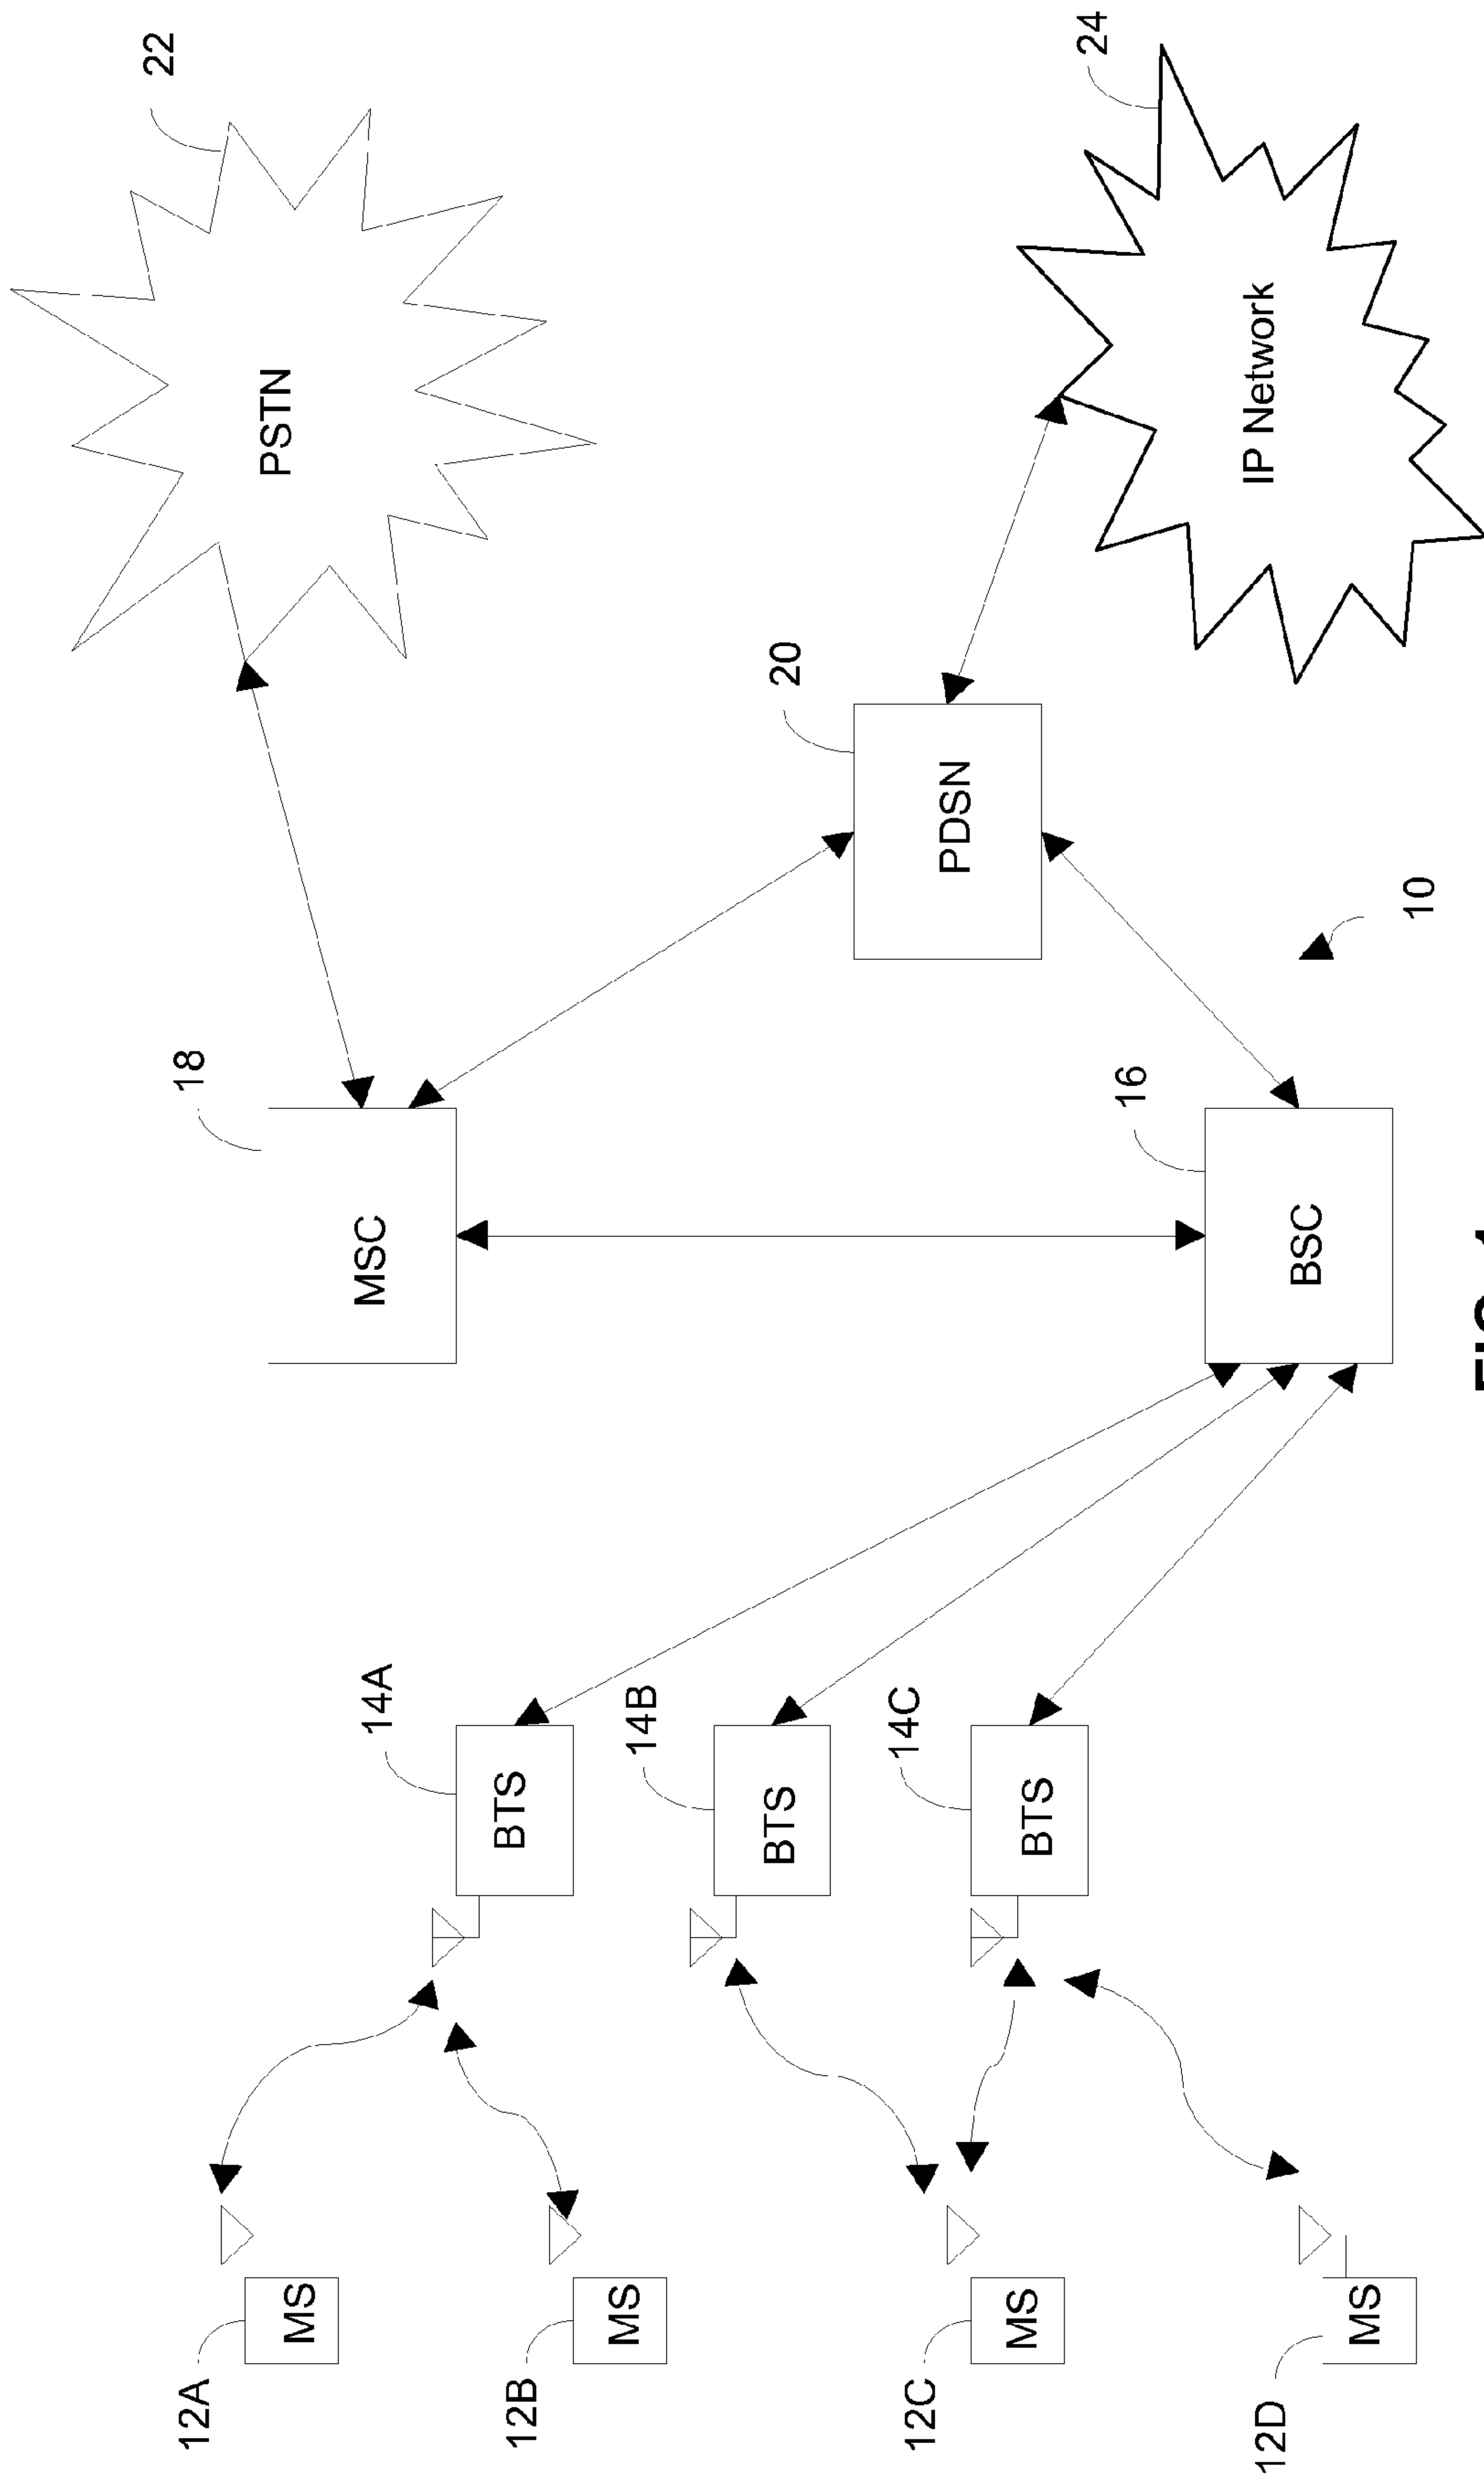 12A
18
22
MS
PSTN
14A
MSC
12B
BTS
MS
14B
20
BTS
12C
14C
PDSN
MS
BTS
24
16
12D
IP Network
MS
BSC
10